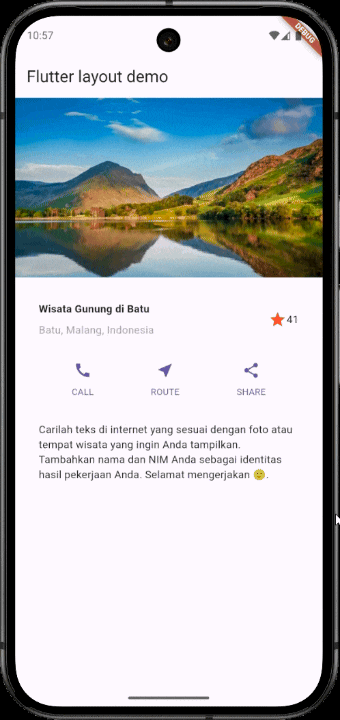 10:57
DEBUG
Flutter layout demo
Wisata Gunung di Batu
Batu, Malang, Indonesia
41
CALL
ROUTE
SHARE
Carilah teks di internet yang sesuai dengan foto atau
tempat wisata yang ingin Anda tampilkan.
Tambahkan nama dan NIM Anda sebagai identitas
hasil pekerjaan Anda. Selamat mengerjakan 🙂.